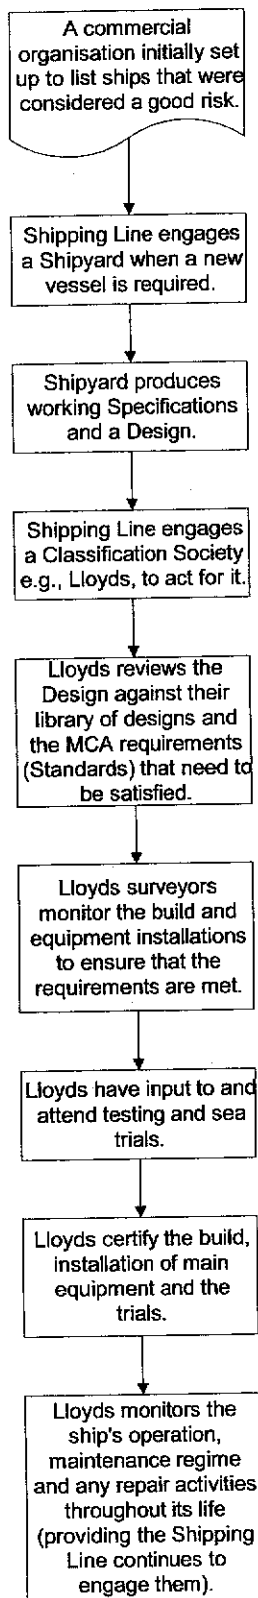 A commercial
organisation initially set
up to list ships that were
considered a good risk.
Shipping Line engages
a Shipyard when a new
vessel is required.
Shipyard produces
working Specifications
and a Design.
Shipping Line engages
a Classification Society
e.g., Lloyds, to act for it.
Lloyds reviews the
Design against their
library of designs and
the MCA requirements
(Standards) that need to
be satisfied.
Lloyds surveyors
monitor the build and
equipment installations
to ensure that the
requirements are met.
Lloyds have input to and
attend testing and sea
trials.
Lloyds certify the build,
installation of main
equipment and the
trials.
Lloyds monitors the
ship's operation,
maintenance regime
and any repair activities
throughout its life
(providing the Shipping
Line continues to
engage them).